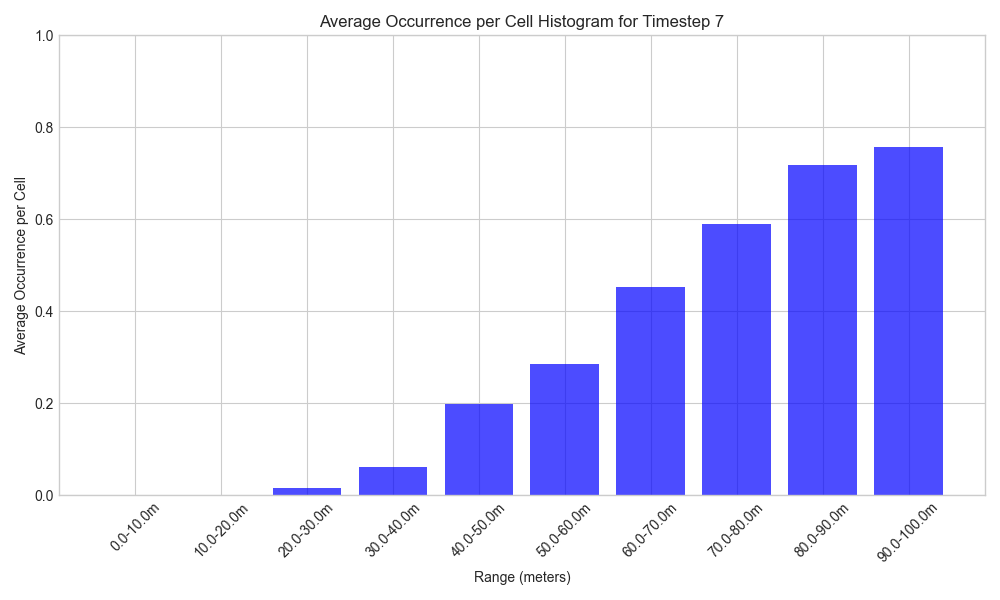 Average Occurrence per Cell Histogram for Timestep 7
Average Occurrence per Cell
1.0
0.8
0.6
0.4
0.2
0.0
0.0-10.0m
10.0-20.0m
20.0-30.0m
30.0-40.0m
40.0-50.0m
50.0-60.0m
60.0-70.0m
70.0-80.0m
80.0-90.0m
90.0-100.0m
Range (meters)